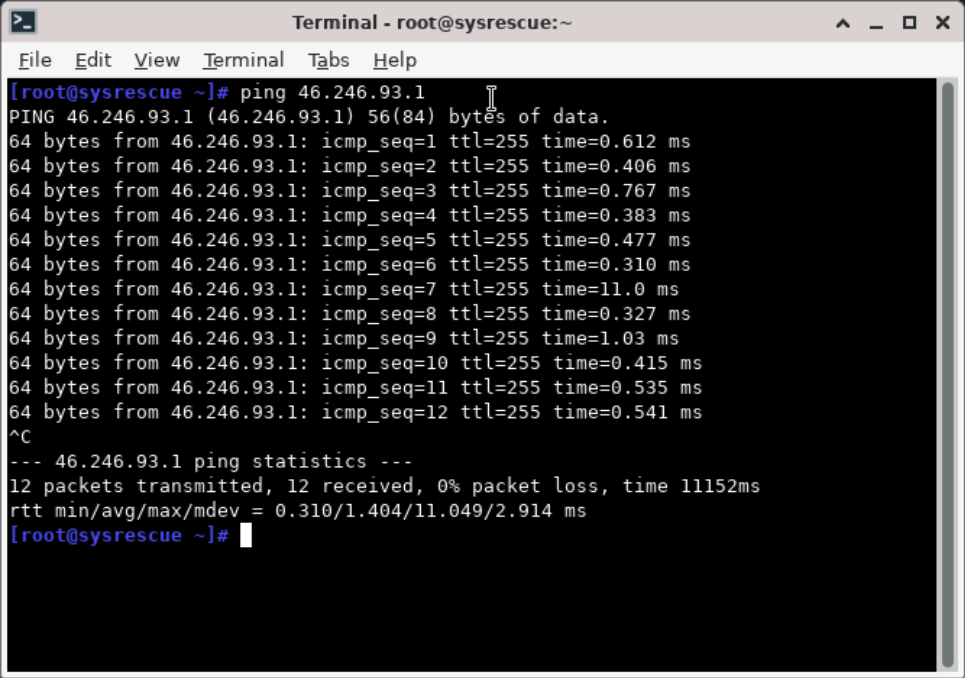 Terminal - root@sysrescue:~
File Edit View Terminal Tabs Help
[root@sysrescue ~]# ping 46.246.93.1
PING 46.246.93.1 (46.246.93.1) 56(84) bytes of data.
64 bytes from 46.246.93.1: icmp_seq=1 ttl=255 time=0.612 ms
64 bytes from 46.246.93.1: icmp_seq=2 ttl=255 time=0.406 ms
64 bytes from 46.246.93.1: icmp_seq=3 ttl=255 time=0.767 ms
64 bytes from 46.246.93.1: icmp_seq=4 ttl=255 time=0.383 ms
64 bytes from 46.246.93.1: icmp_seq=5 ttl=255 time=0.477 ms
64 bytes from 46.246.93.1: icmp_seq=6 ttl=255 time=0.310 ms
64 bytes from 46.246.93.1: icmp_seq=7 ttl=255 time=11.0 ms
64 bytes from 46.246.93.1: icmp_seq=8 ttl=255 time=0.327 ms
64 bytes from 46.246.93.1: icmp_seq=9 ttl=255 time=1.03 ms
64 bytes from 46.246.93.1: icmp_seq=10 ttl=255 time=0.415 ms
64 bytes from 46.246.93.1: icmp_seq=11 ttl=255 time=0.535 ms
64 bytes from 46.246.93.1: icmp_seq=12 ttl=255 time=0.541 ms
^C
--- 46.246.93.1 ping statistics ---
12 packets transmitted, 12 received, 0% packet loss, time 11152ms
rtt min/avg/max/mdev = 0.310/1.404/11.049/2.914 ms
[root@sysrescue ~]#